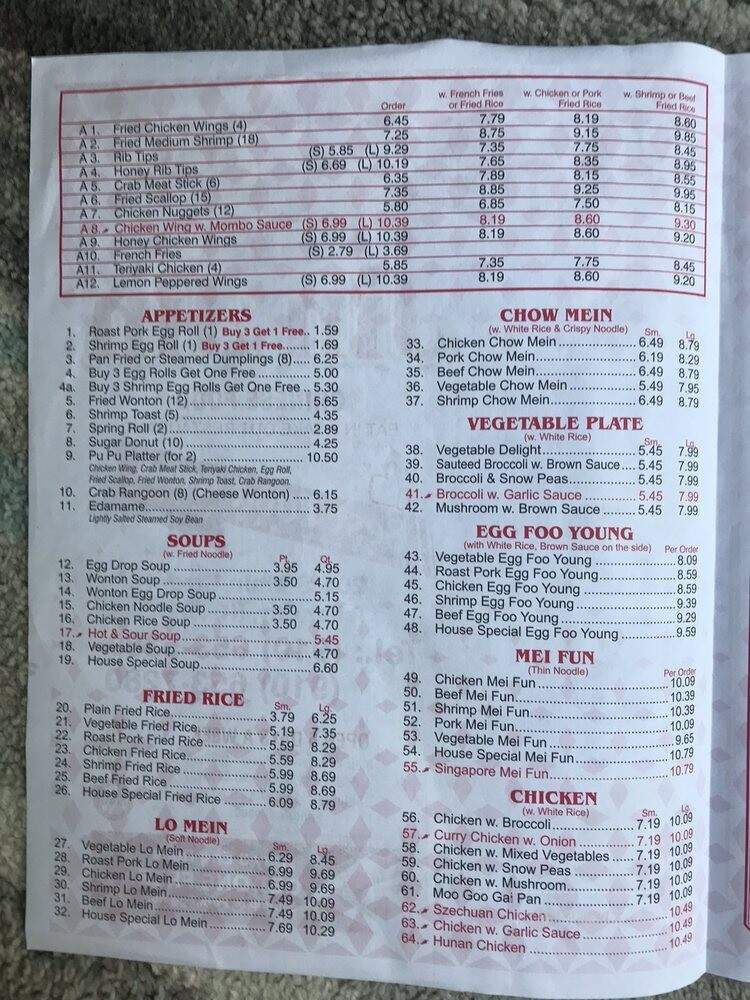 Order w. French Fries or Fried Rice w. Chicken or Pork Fried Rice w. Shrimp or Beef Fried Rice
A 1. Fried Chicken Wings (4) 6.45 7.79 8.19 8.60
A 2. Fried Medium Shrimp (18) 7.25 8.75 9.15 9.85
A 3. Rib Tips (S) 5.85 (L) 9.29 7.35 7.75 8.45
A 4. Honey Rib Tips (S) 6.69 (L) 10.19 7.65 8.35 8.95
A 5. Crab Meat Stick (6) 6.35 7.89 8.15 8.55
A 6. Fried Scallop (15) 7.35 8.85 9.25 9.95
A 7. Chicken Nuggets (12) 5.80 6.85 7.50 8.15
A 8. Chicken Wing w. Mombo Sauce (S) 6.99 (L) 10.39 8.19 8.60 9.30
A 9. Honey Chicken Wings (S) 6.99 (L) 10.39 8.19 8.60 9.20
A10. French Fries (S) 2.79 (L) 3.69
A11. Teriyaki Chicken (4) 5.85 7.35 7.75 8.45
A12. Lemon Peppered Wings (S) 6.99 (L) 10.39 8.19 8.60 9.20
APPETIZERS
1. Roast Pork Egg Roll (1) Buy 3 Get 1 Free.. 1.59
2. Shrimp Egg Roll (1) Buy 3 Get 1 Free....... 1.69
3. Pan Fried or Steamed Dumplings (8)..... 6.25
4. Buy 3 Egg Rolls Get One Free ............. 5.00
4a. Buy 3 Shrimp Egg Rolls Get One Free .. 5.30
5. Fried Wonton (12) ............. 5.65
6. Shrimp Toast (5) ............. 4.35
7. Spring Roll (2) ............. 2.89
8. Sugar Donut (10) ............. 4.25
9. Pu Pu Platter (for 2) ............. 10.50
Chicken Wing, Crab Meat Stick, Teriyaki Chicken, Egg Roll,
Fried Scallop, Fried Wonton, Shrimp Toast, Crab Rangoon.
10. Crab Rangoon (8) (Cheese Wonton) .... 6.15
11. Edamame............. 3.75
Lightly Salted Steamed Soy Bean
SOUPS
(w. Fried Noodle)
Pt. Qt.
12. Egg Drop Soup ............. 3.95 4.95
13. Wonton Soup ............. 3.50 4.70
14. Wonton Egg Drop Soup............. 5.15
15. Chicken Noodle Soup ............. 3.50 4.70
16. Chicken Rice Soup ............. 3.50 4.70
17. Hot & Sour Soup............. 5.45
18. Vegetable Soup ............. 4.70
19. House Special Soup............. 6.60
FRIED RICE
Sm. Lg.
20. Plain Fried Rice............. 3.79 6.25
21. Vegetable Fried Rice............. 5.19 7.35
22. Roast Pork Fried Rice............. 5.59 8.29
23. Chicken Fried Rice............. 5.59 8.29
24. Shrimp Fried Rice ............. 5.99 8.69
25. Beef Fried Rice ............. 5.99 8.69
26. House Special Fried Rice ............. 6.09 8.79
LO MEIN
(Soft Noodle)
Sm. Lg.
27. Vegetable Lo Mein ............. 6.29 8.45
28. Roast Pork Lo Mein ............. 6.99 9.69
29. Chicken Lo Mein ............. 6.99 9.69
30. Shrimp Lo Mein ............. 7.49 10.09
31. Beef Lo Mein ............. 7.49 10.09
32. House Special Lo Mein ............. 7.69 10.29
CHOW MEIN
(w. White Rice & Crispy Noodle) Sm. Lg.
33. Chicken Chow Mein ............. 6.49 8.79
34. Pork Chow Mein............. 6.19 8.29
35. Beef Chow Mein ............. 6.49 8.79
36. Vegetable Chow Mein ............. 5.49 7.95
37. Shrimp Chow Mein ............. 6.49 8.79
VEGETABLE PLATE
(w. White Rice) Sm. Lg.
38. Vegetable Delight............. 5.45 7.99
39. Sauteed Broccoli w. Brown Sauce .... 5.45 7.99
40. Broccoli & Snow Peas............. 5.45 7.99
41. Broccoli w. Garlic Sauce ............. 5.45 7.99
42. Mushroom w. Brown Sauce ............. 5.45 7.99
EGG FOO YOUNG
(with White Rice, Brown Sauce on the side) Per Order
43. Vegetable Egg Foo Young ............. 8.09
44. Roast Pork Egg Foo Young............. 8.59
45. Chicken Egg Foo Young ............. 8.59
46. Shrimp Egg Foo Young ............. 9.39
47. Beef Egg Foo Young ............. 9.29
48. House Special Egg Foo Young ............. 9.59
MEI FUN
(Thin Noodle) Per Order
49. Chicken Mei Fun ............. 10.09
50. Beef Mei Fun............. 10.39
51. Shrimp Mei Fun............. 10.39
52. Pork Mei Fun............. 10.09
53. Vegetable Mei Fun ............. 9.65
54. House Special Mei Fun............. 10.79
55. Singapore Mei Fun............. 10.79
CHICKEN
(w. White Rice) Sm. Lg.
56. Chicken w. Broccoli............. 7.19 10.09
57. Curry Chicken w. Onion ............. 7.19 10.09
58. Chicken w. Mixed Vegetables ..... 7.19 10.09
59. Chicken w. Snow Peas ............. 7.19 10.09
60. Chicken w. Mushroom............. 7.19 10.09
61. Moo Goo Gai Pan ............. 7.19 10.09
62. Szechuan Chicken ............. 10.49
63. Chicken w. Garlic Sauce ............. 10.49
64. Hunan Chicken ............. 10.49